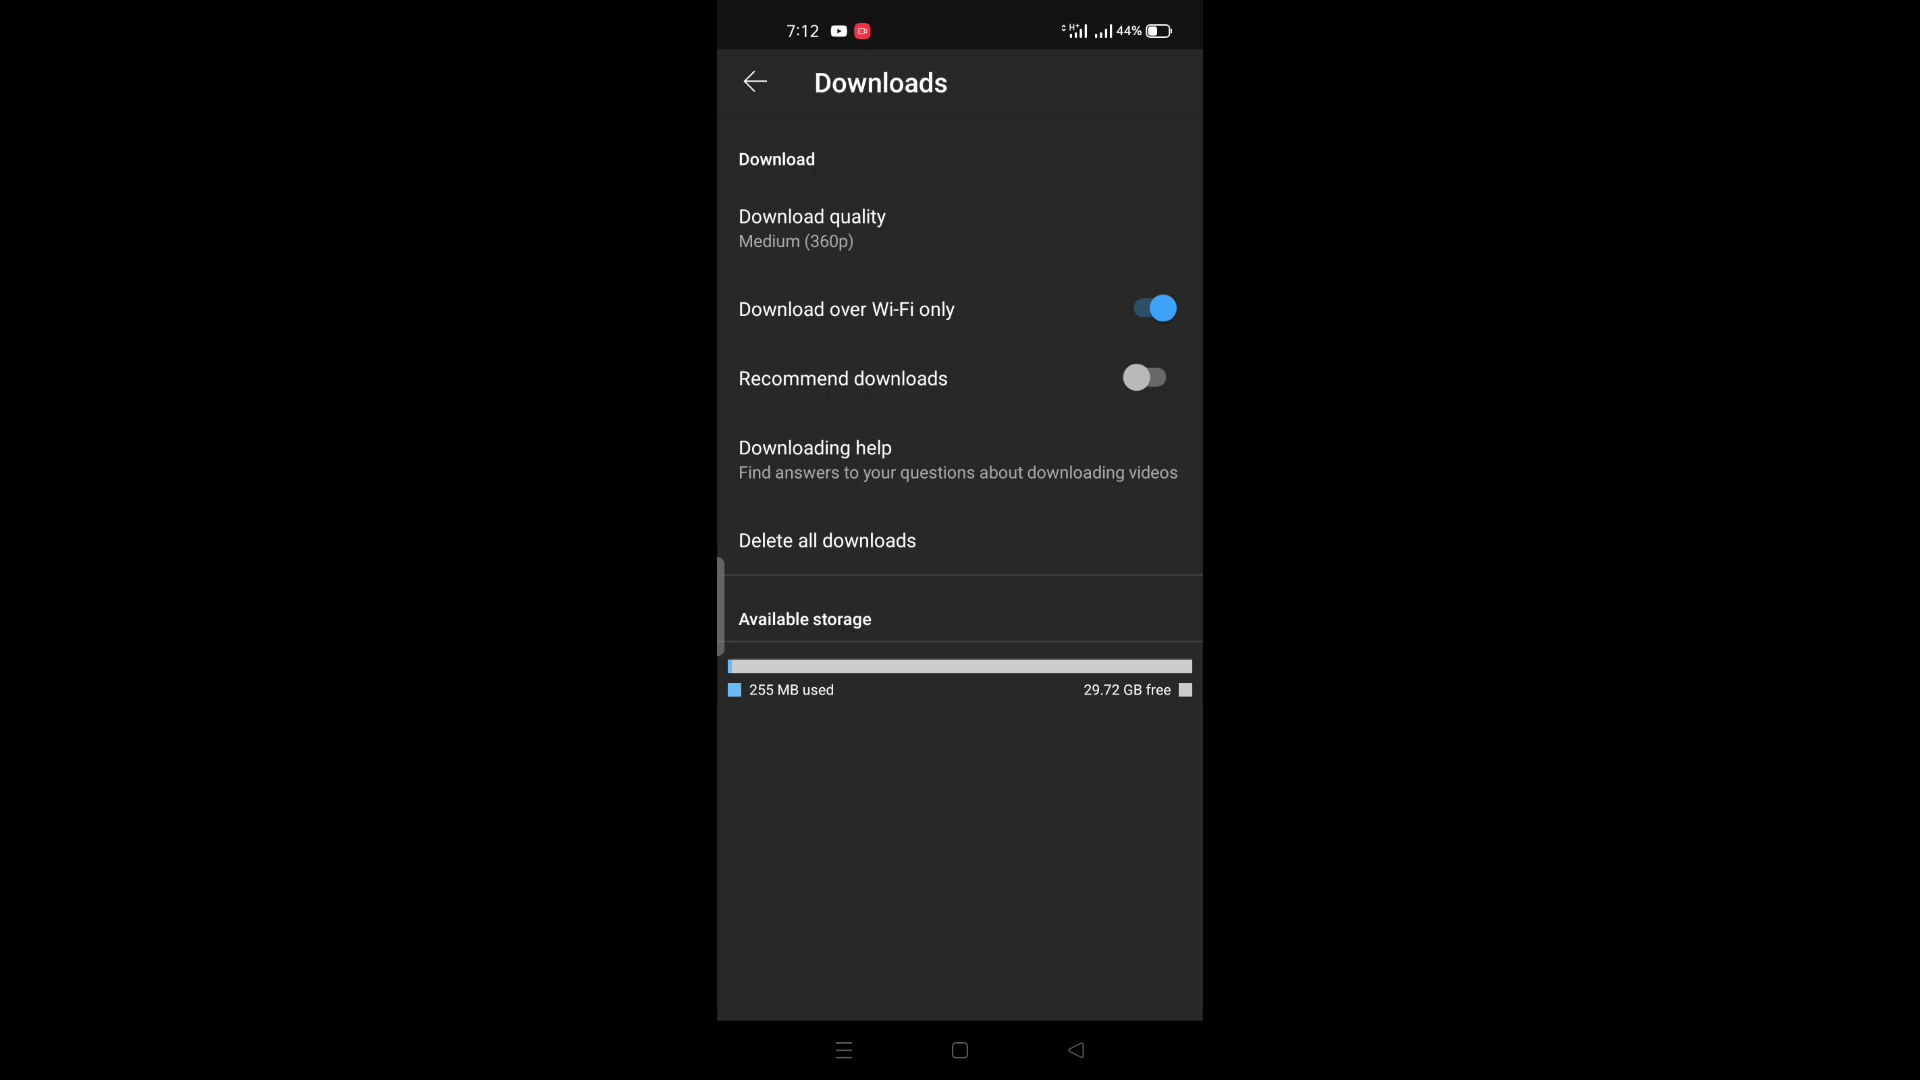 7:12 H+ 44%
Downloads
Download
Download quality
Medium (360p)
Download over Wi-Fi only
Recommend downloads
Downloading help
Find answers to your questions about downloading videos
Delete all downloads
Available storage
255 MB used 29.72 GB free